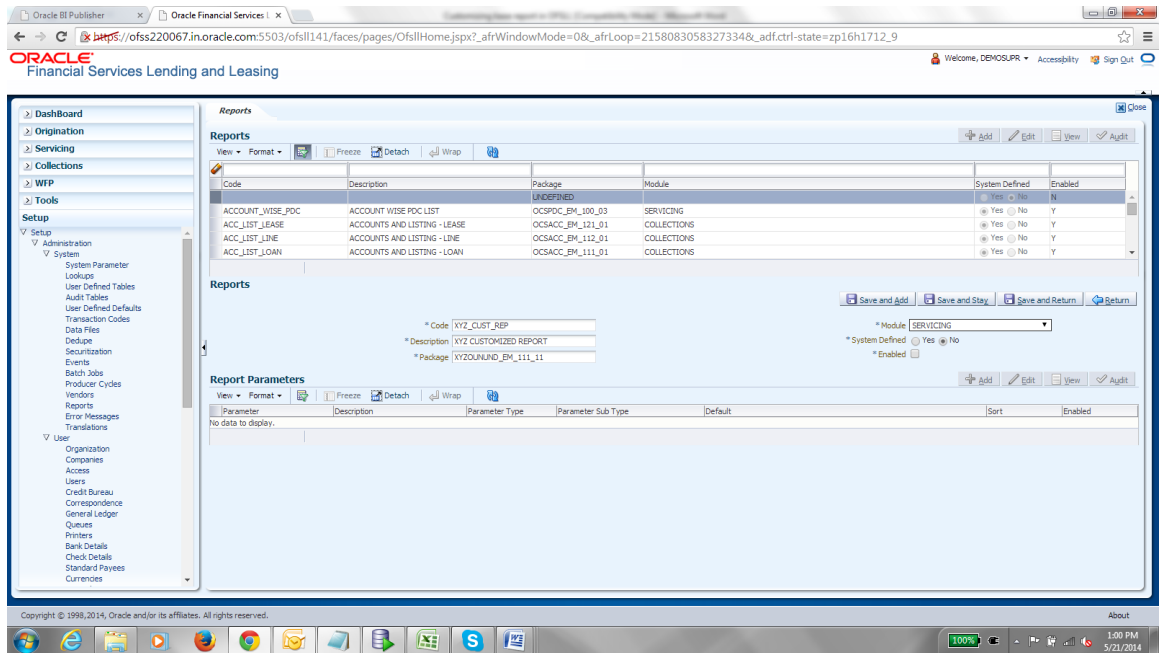 Oracle BI Publisher
Oracle Financial Services L
Customizing base report in OFSLL [Compatibility Mode] - Microsoft Word
https://ofss220067.in.oracle.com:5503/ofsll141/faces/pages/OfsllHome.jspx?_afrWindowMode=0&_afrLoop=2158083058327334&_adf.ctrl-state=zp16h1712_9
ORACLE
Financial Services Lending and Leasing
Welcome, DEMOSUPR
Accessibility
Sign Out
DashBoard
Origination
Servicing
Collections
WFP
Tools
Setup
Setup
Administration
System
System Parameter
Lookups
User Defined Tables
Audit Tables
User Defined Defaults
Transaction Codes
Data Files
Dedupe
Securitization
Events
Batch Jobs
Producer Cycles
Vendors
Reports
Error Messages
Translations
User
Organization
Companies
Access
Users
Credit Bureau
Correspondence
General Ledger
Queues
Printers
Bank Details
Check Details
Standard Payees
Currencies
Reports
Close
Reports
Add Edit View Audit
View Format Freeze Detach Wrap
Code Description Package Module System Defined Enabled
UNDEFINED Yes No N
ACCOUNT_WISE_PDC ACCOUNT WISE PDC LIST OCSPDC_EM_100_03 SERVICING Yes No Y
ACC_LIST_LEASE ACCOUNTS AND LISTING - LEASE OCSACC_EM_121_01 COLLECTIONS Yes No Y
ACC_LIST_LINE ACCOUNTS AND LISTING - LINE OCSACC_EM_112_01 COLLECTIONS Yes No Y
ACC_LIST_LOAN ACCOUNTS AND LISTING - LOAN OCSACC_EM_111_01 COLLECTIONS Yes No Y
Reports
Save and Add Save and Stay Save and Return Return
* Code XYZ_CUST_REP
* Module SERVICING
* Description XYZ CUSTOMIZED REPORT
* System Defined Yes No
* Package XYZOUNUND_EM_111_11
* Enabled
Report Parameters
Add Edit View Audit
View Format Freeze Detach Wrap
Parameter Description Parameter Type Parameter Sub Type Default Sort Enabled
No data to display.
Copyright © 1998,2014, Oracle and/or its affiliates. All rights reserved.
About
100%
1:00 PM
5/21/2014